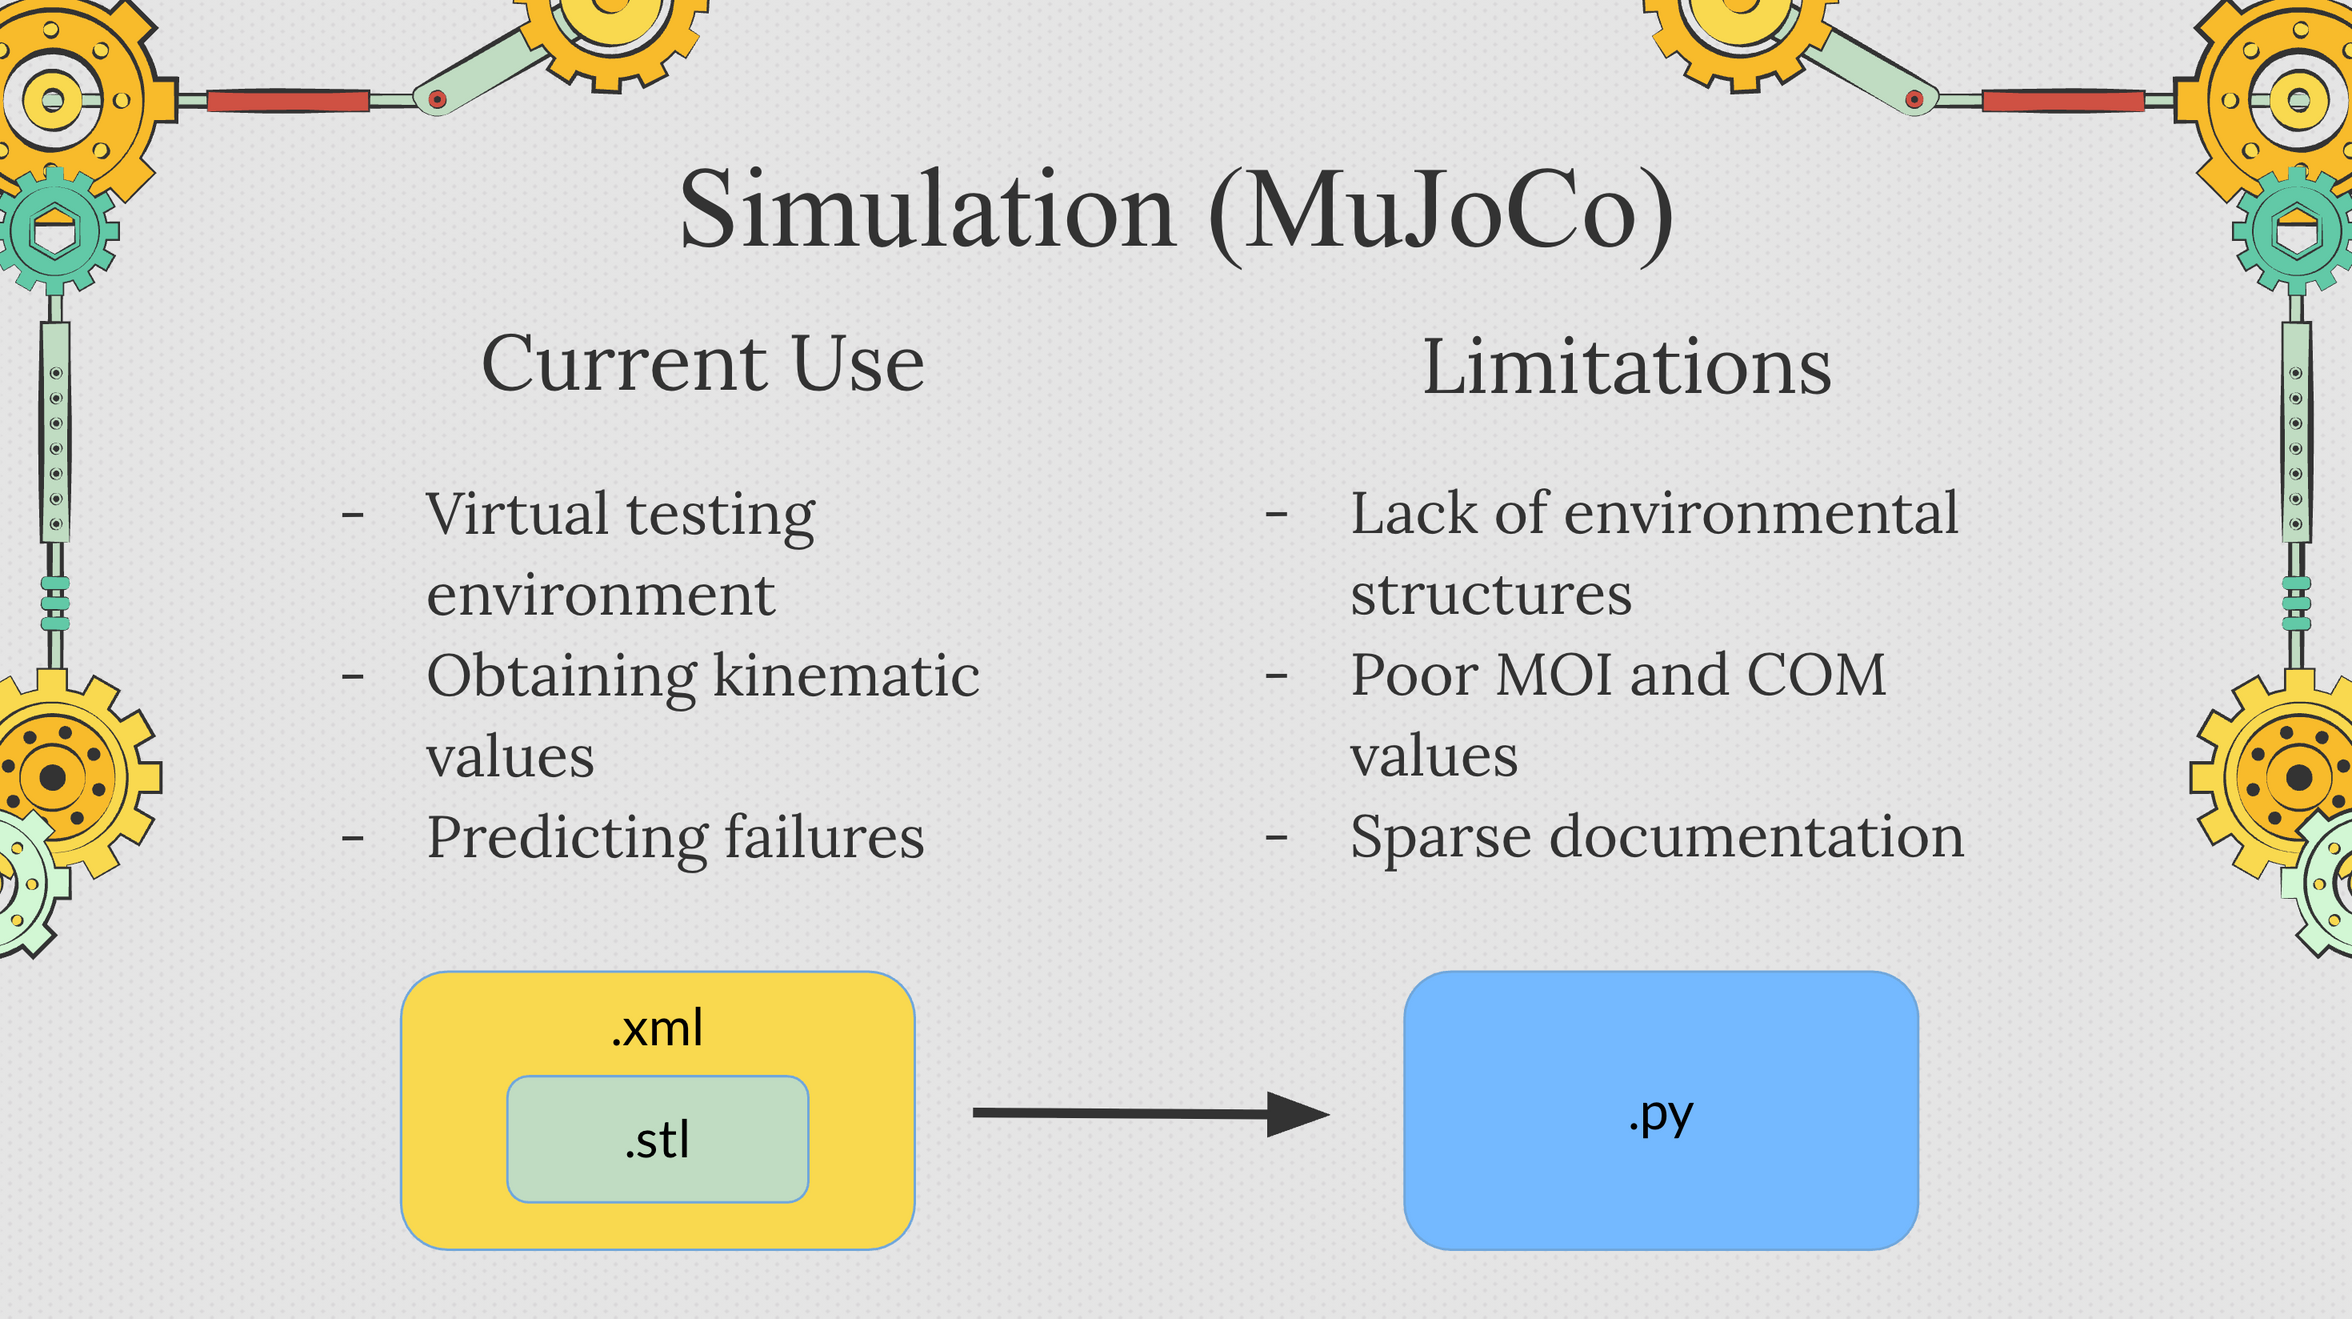 Simulation (MuJoCo)
Current Use
- Virtual testing
environment
- Obtaining kinematic
values
- Predicting failures
Limitations
- Lack of environmental
structures
- Poor MOI and COM
values
- Sparse documentation
.xml
.stl
.py